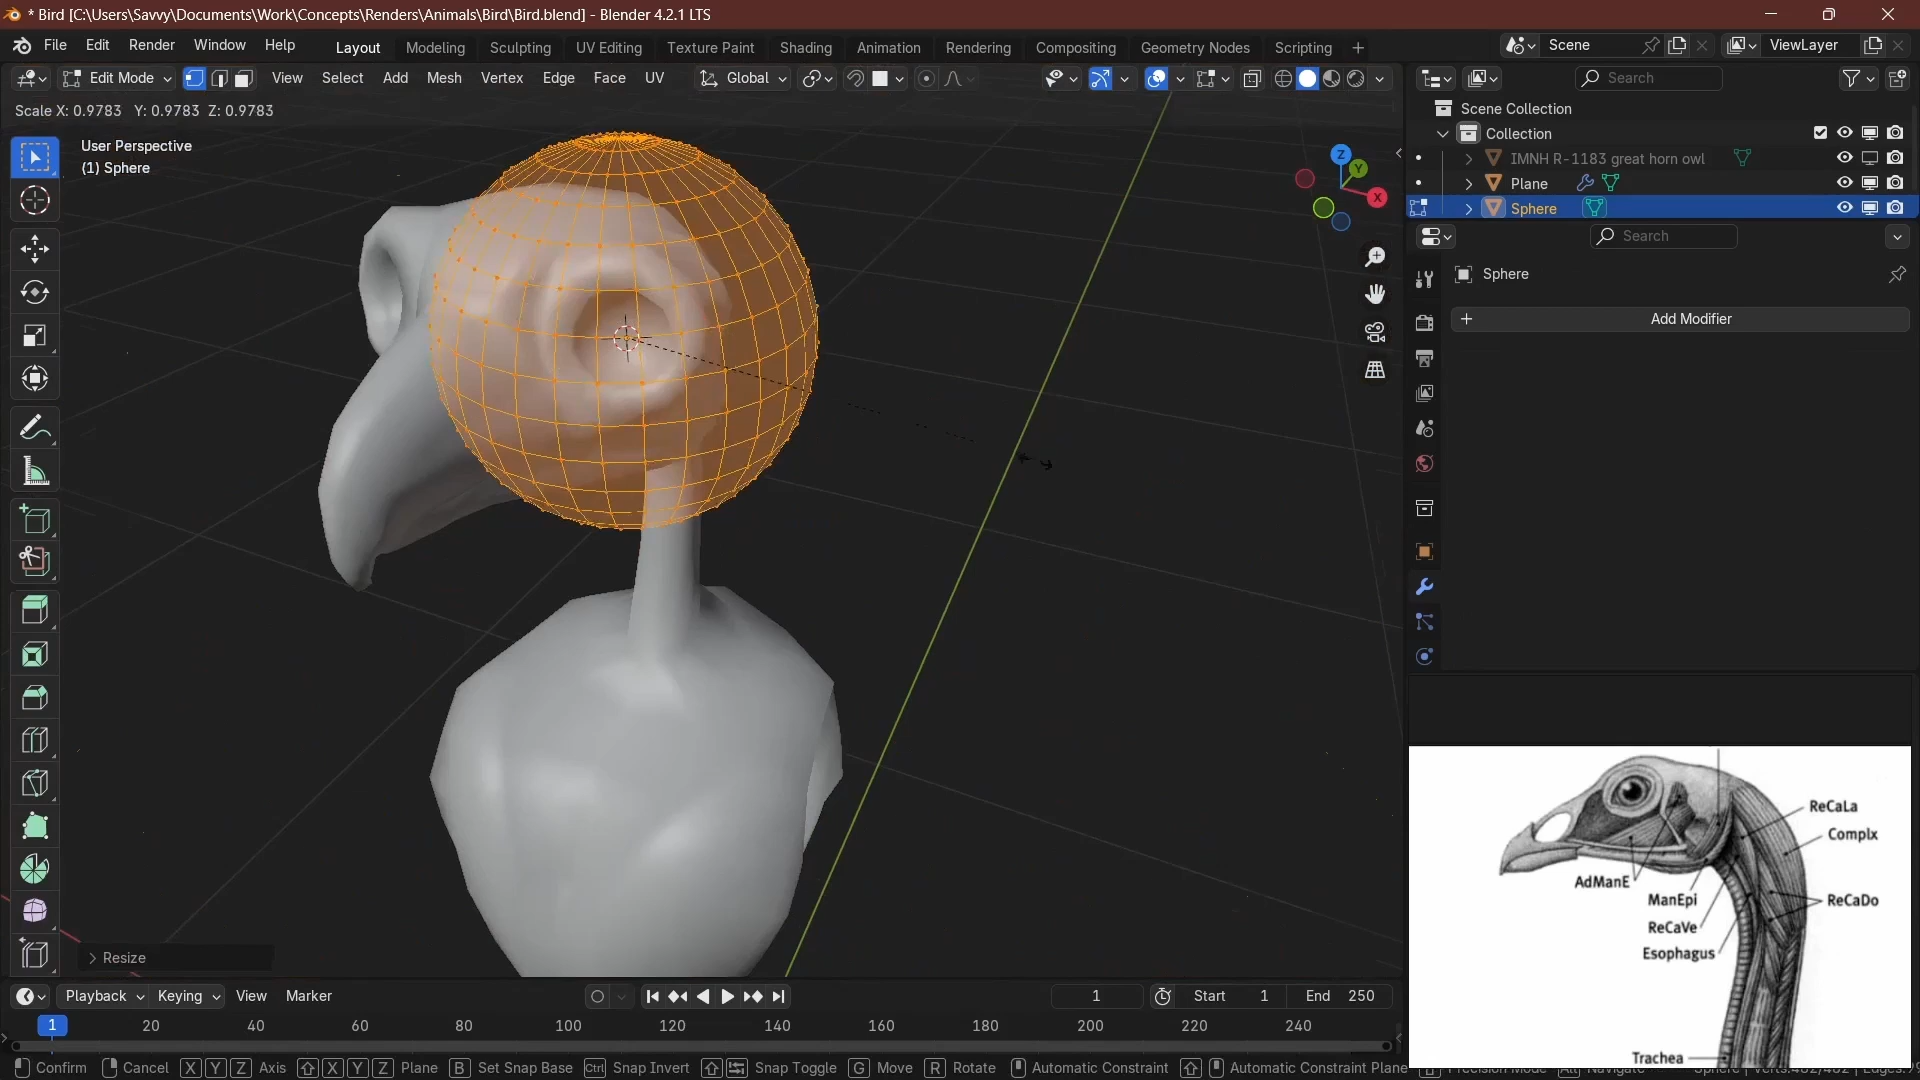 * Bird [C:\Users\Savvy\Documents\Work\Concepts\Renders\Animals\Bird\Bird.blend] - Blender 4.2.1 LTS
File Edit Render Window Help Layout Modeling Sculpting UV Editing Texture Paint Shading Animation Rendering Compositing Geometry Nodes Scripting + Scene ViewLayer
Edit Mode View Select Add Mesh Vertex Edge Face UV Global Search
Scale X: 0.9783 Y: 0.9783 Z: 0.9783
Scene Collection
Collection
User Perspective
(1) Sphere
Z
Y
X
IMNH R-1183 great horn owl
Plane
Sphere
Search
Sphere
+ Add Modifier
ReCaLa
Complx
AdManE
ManEpi
ReCaDo
ReCaVe
Esophagus
Trachea
> Resize
Playback Keying View Marker 1 Start 1 End 250
1 20 40 60 80 100 120 140 160 180 200 220 240
Confirm Cancel X Y Z Axis X Y Z Plane B Set Snap Base Ctrl Snap Invert Snap Toggle G Move R Rotate Automatic Constraint Automatic Constraint Plane